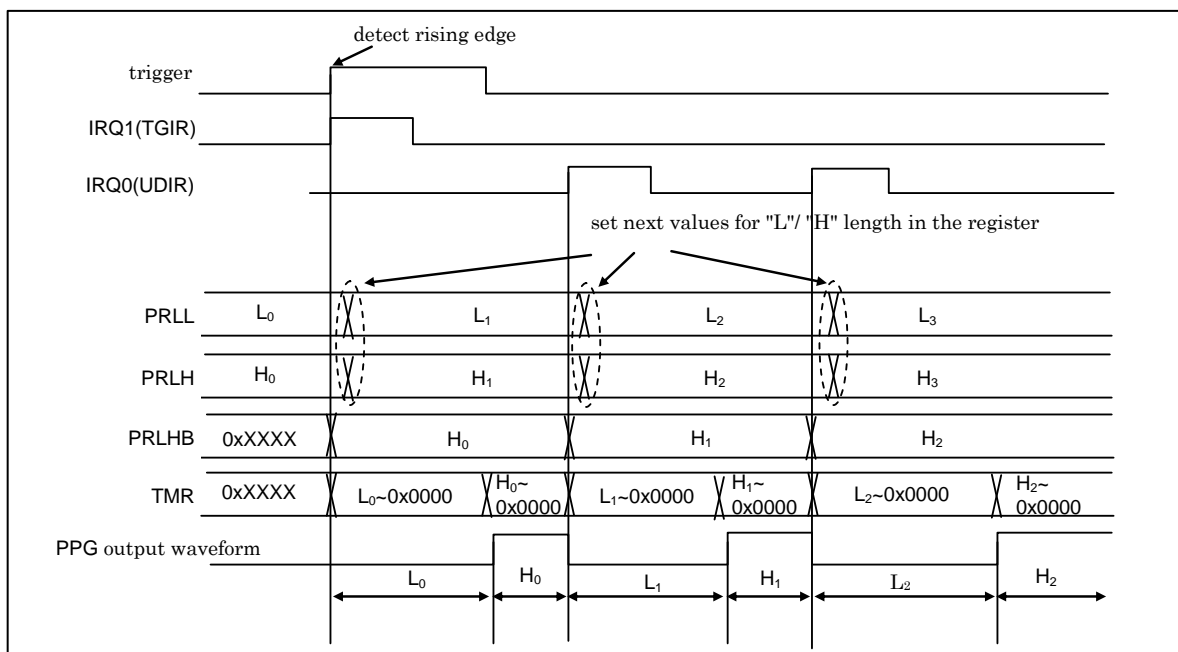 detect rising edge
trigger
IRQ1(TGIR)
IRQ0(UDIR)
set next values for "L"/ "H" length in the register
PRLL L₀ L₁ L₂ L₃
PRLH H₀ H₁ H₂ H₃
PRLHB 0xXXXX H₀ H₁ H₂
TMR 0xXXXX L₀~0x0000 H₀~ 0x0000 L₁~0x0000 H₁~ 0x0000 L₂~0x0000 H₂~ 0x0000
PPG output waveform
L₀ H₀ L₁ H₁ L₂ H₂